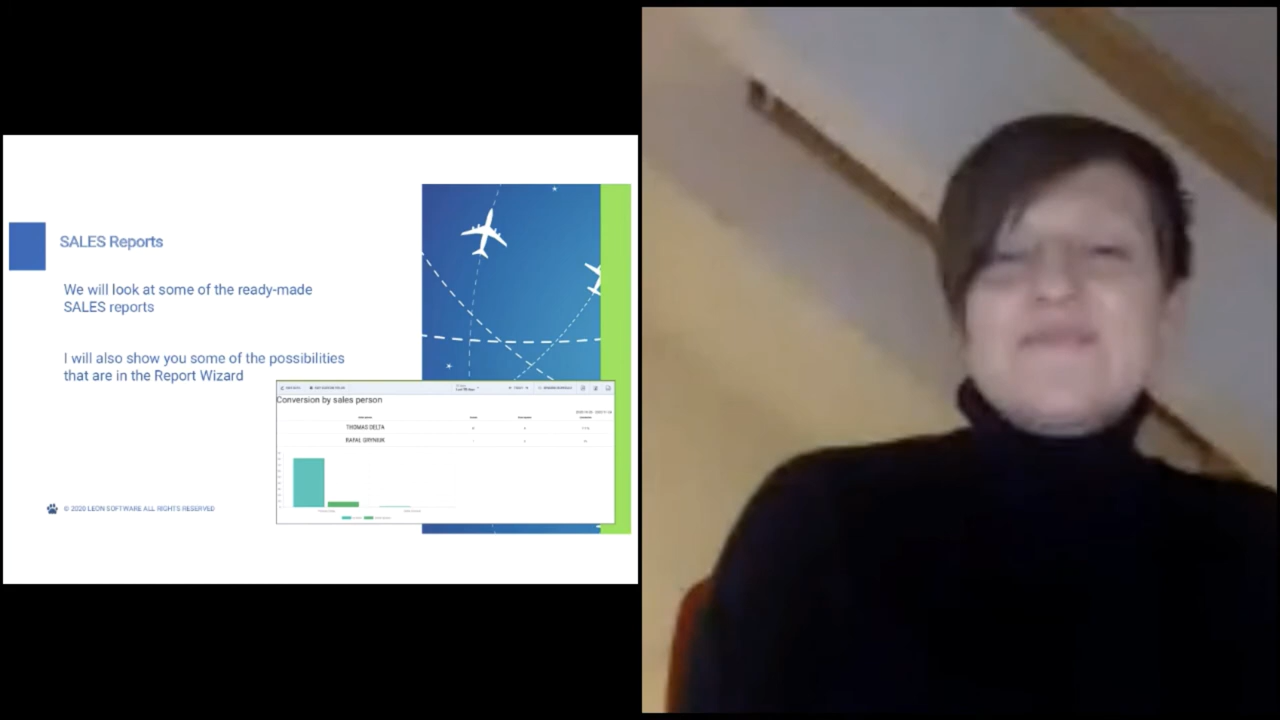 SALES Reports
We will look at some of the ready-made
SALES reports
I will also show you some of the possibilities
that are in the Report Wizard
Conversion by sales person
THOMAS DELTA
RAFAL GRYNIUK
© 2020 LEON SOFTWARE ALL RIGHTS RESERVED